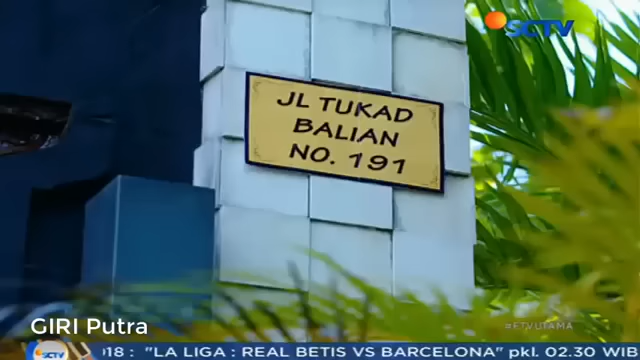 SCTV
JL TUKAD
BALIAN
NO. 191
#FTVUTAMA
GIRI Putra
SCTV
018 : "LA LIGA : REAL BETIS VS BARCELONA" pkl 02.30 WIB